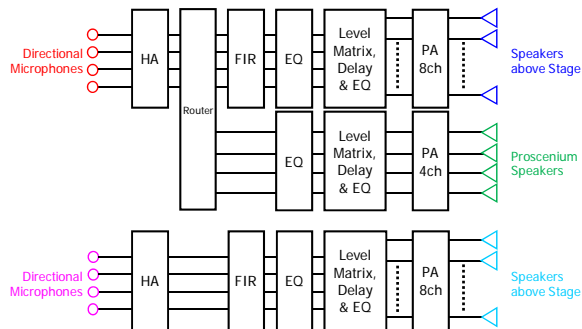 Directional
Microphones
HA
Router
FIR
EQ
Level
Matrix,
Delay
& EQ
PA
8ch
Speakers
above Stage
EQ
Level
Matrix,
Delay
& EQ
PA
4ch
Proscenium
Speakers
Directional
Microphones
HA
FIR
EQ
Level
Matrix,
Delay
& EQ
PA
8ch
Speakers
above Stage